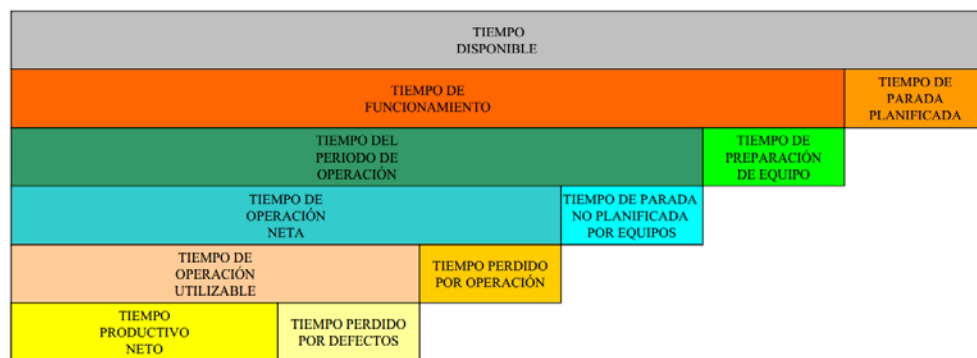 TIEMPO
DISPONIBLE
TIEMPO DE
FUNCIONAMIENTO
TIEMPO DE
PARADA
PLANIFICADA
TIEMPO DEL
PERIODO DE
OPERACIÓN
TIEMPO DE
PREPARACIÓN
DE EQUIPO
TIEMPO DE
OPERACIÓN
NETA
TIEMPO DE PARADA
NO PLANIFICADA
POR EQUIPOS
TIEMPO DE
OPERACIÓN
UTILIZABLE
TIEMPO PERDIDO
POR OPERACIÓN
TIEMPO
PRODUCTIVO
NETO
TIEMPO PERDIDO
POR DEFECTOS